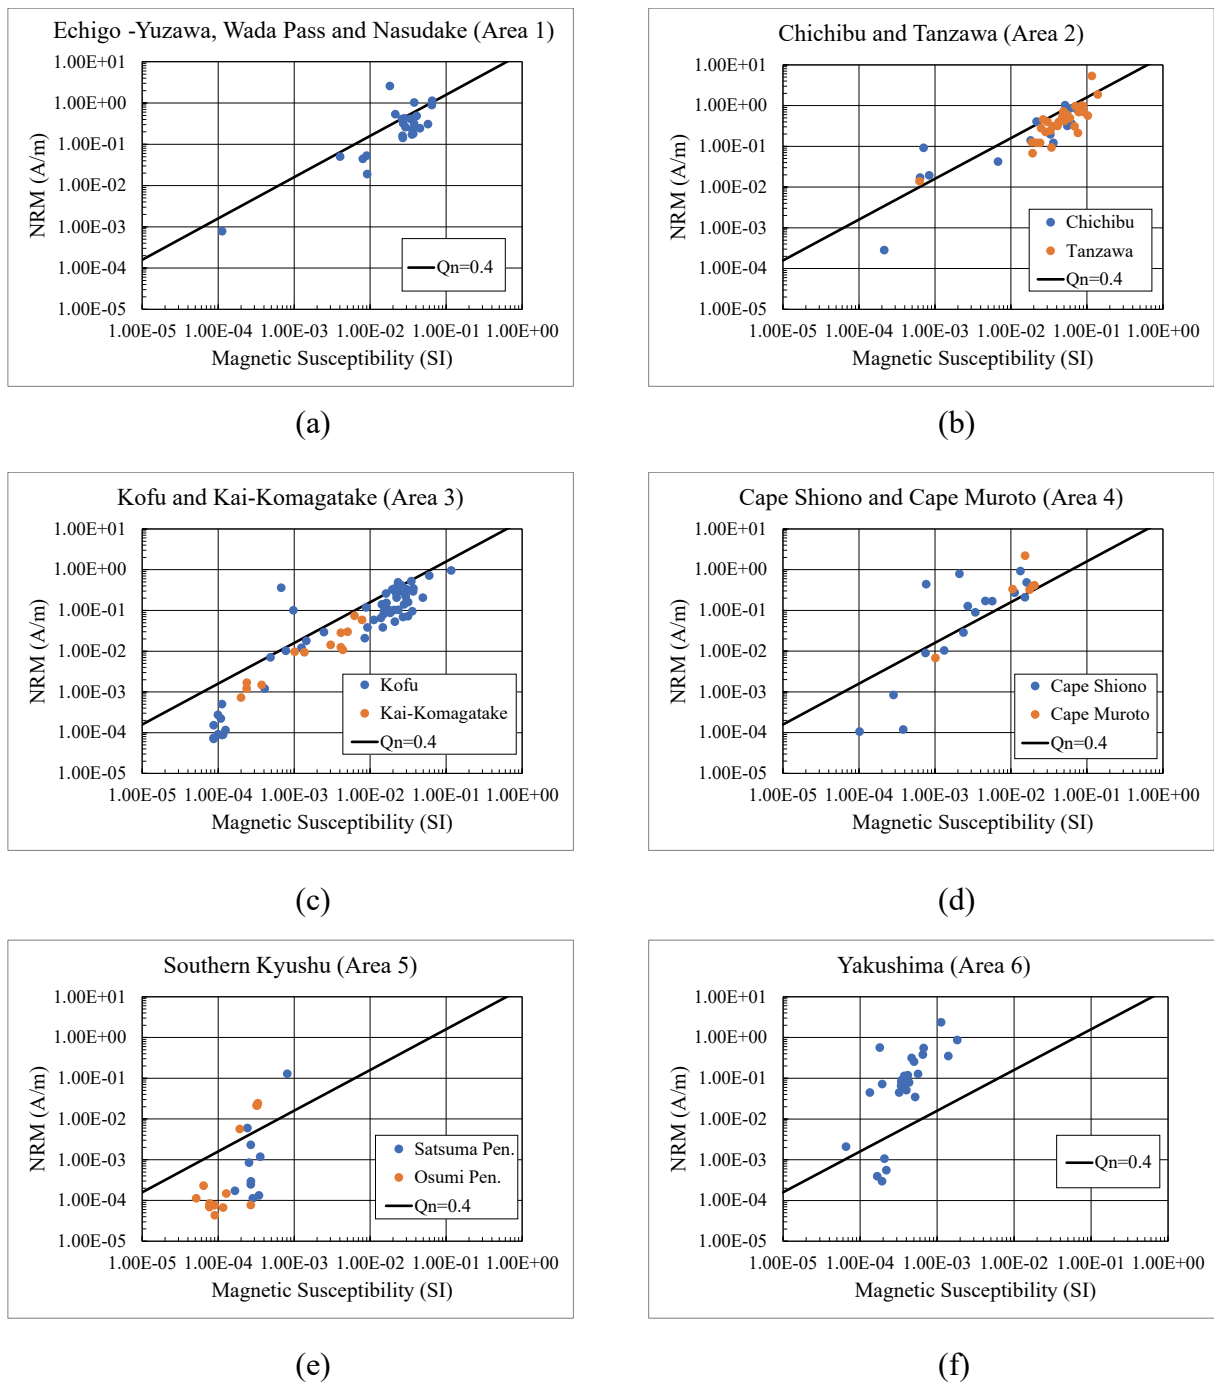 Echigo -Yuzawa, Wada Pass and Nasudake (Area 1)
1.00E+01
1.00E+00
1.00E-01
1.00E-02
1.00E-03
1.00E-04
1.00E-05
NRM (A/m)
Qn=0.4
1.00E-05 1.00E-04 1.00E-03 1.00E-02 1.00E-01 1.00E+00
Magnetic Susceptibility (SI)
(a)
Chichibu and Tanzawa (Area 2)
1.00E+01
1.00E+00
1.00E-01
1.00E-02
1.00E-03
1.00E-04
1.00E-05
NRM (A/m)
Chichibu
Tanzawa
Qn=0.4
1.00E-05 1.00E-04 1.00E-03 1.00E-02 1.00E-01 1.00E+00
Magnetic Susceptibility (SI)
(b)
Kofu and Kai-Komagatake (Area 3)
1.00E+01
1.00E+00
1.00E-01
1.00E-02
1.00E-03
1.00E-04
1.00E-05
NRM (A/m)
Kofu
Kai-Komagatake
Qn=0.4
1.00E-05 1.00E-04 1.00E-03 1.00E-02 1.00E-01 1.00E+00
Magnetic Susceptibility (SI)
(c)
Cape Shiono and Cape Muroto (Area 4)
1.00E+01
1.00E+00
1.00E-01
1.00E-02
1.00E-03
1.00E-04
1.00E-05
NRM (A/m)
Cape Shiono
Cape Muroto
Qn=0.4
1.00E-05 1.00E-04 1.00E-03 1.00E-02 1.00E-01 1.00E+00
Magnetic Susceptibility (SI)
(d)
Southern Kyushu (Area 5)
1.00E+01
1.00E+00
1.00E-01
1.00E-02
1.00E-03
1.00E-04
1.00E-05
NRM (A/m)
Satsuma Pen.
Osumi Pen.
Qn=0.4
1.00E-05 1.00E-04 1.00E-03 1.00E-02 1.00E-01 1.00E+00
Magnetic Susceptibility (SI)
(e)
Yakushima (Area 6)
1.00E+01
1.00E+00
1.00E-01
1.00E-02
1.00E-03
1.00E-04
1.00E-05
NRM (A/m)
Qn=0.4
1.00E-05 1.00E-04 1.00E-03 1.00E-02 1.00E-01 1.00E+00
Magnetic Susceptibility (SI)
(f)